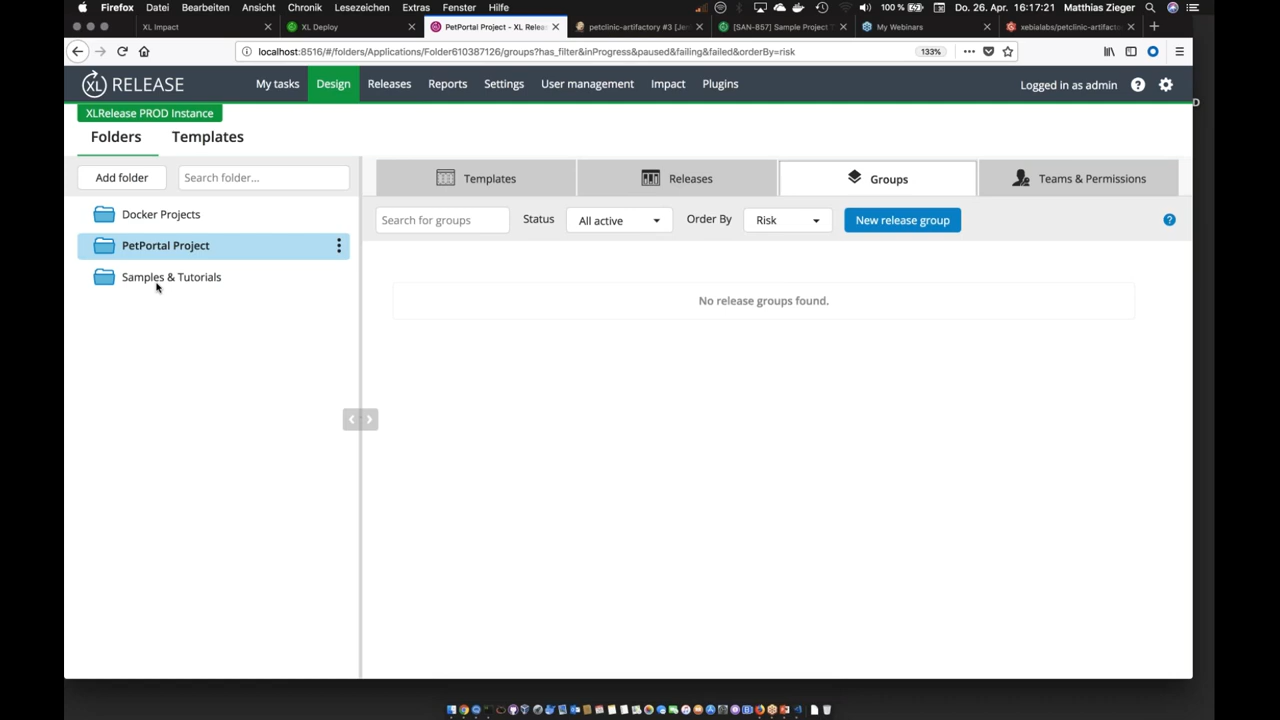 Firefox Datei Bearbeiten Ansicht Chronik Lesezeichen Extras Fenster Hilfe 100 % Do. 26. Apr. 16:17:21 Matthias Zieger
XL Impact XL Deploy PetPortal Project - XL Relea petclinic-artifactory #3 [Jen [SAN-857] Sample Project T My Webinars xebialabs/petclinic-artifacto
localhost:8516/#/folders/Applications/Folder610387126/groups?has_filter&inProgress&paused&failing&failed&orderBy=risk 133%
XL RELEASE My tasks Design Releases Reports Settings User management Impact Plugins Logged in as admin ?
XLRelease PROD Instance
Folders Templates
Add folder Search folder... Templates Releases Groups Teams & Permissions
Docker Projects Search for groups Status All active Order By Risk New release group ?
PetPortal Project
Samples & Tutorials
No release groups found.